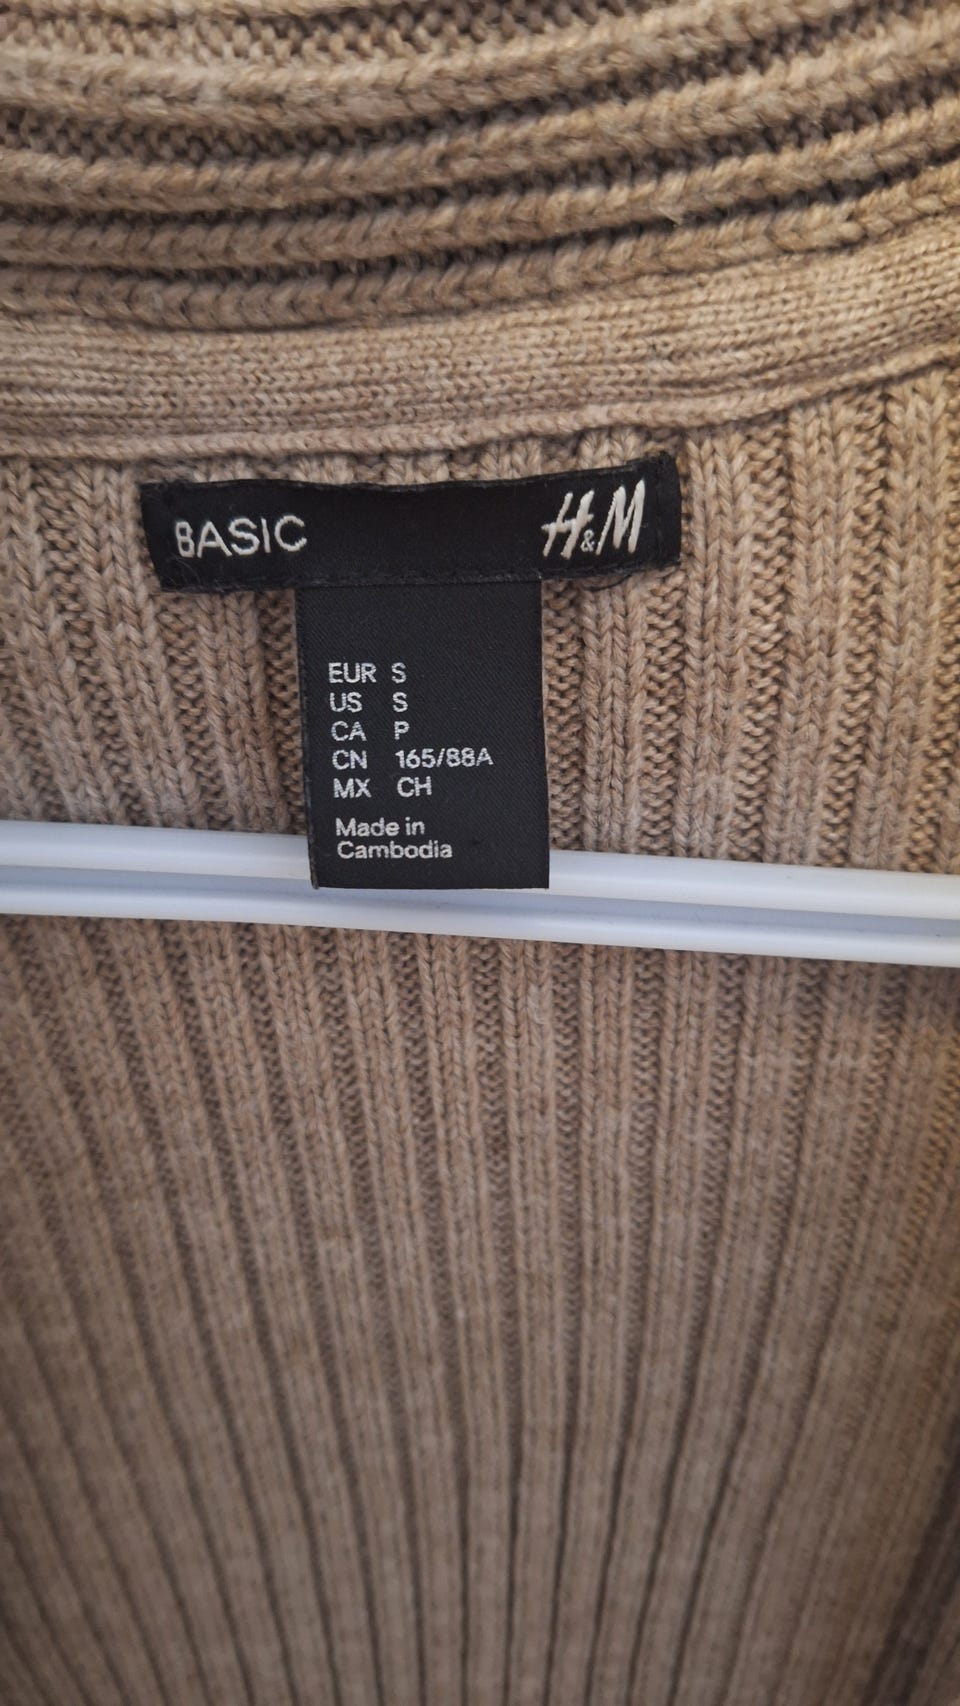 BASIC H&M
EUR S
US S
CA P
CN 165/88A
MX CH
Made in
Cambodia